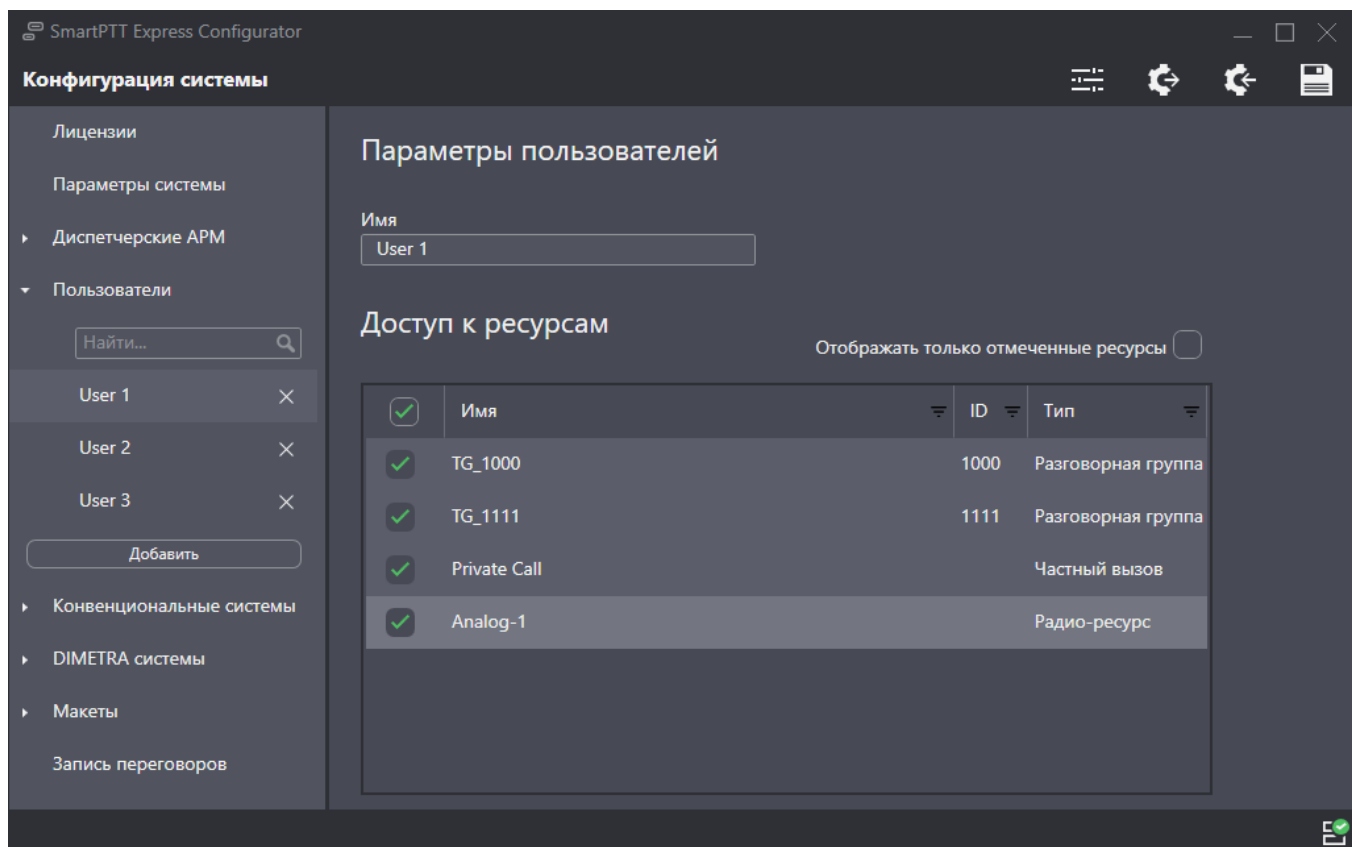 SmartPTT Express Configurator
Конфигурация системы
Лицензии
Параметры системы
Диспетчерские АРМ
Пользователи
Найти...
User 1
User 2
User 3
Добавить
Конвенциональные системы
DIMETRA системы
Макеты
Запись переговоров
Параметры пользователей
Имя
User 1
Доступ к ресурсам
Отображать только отмеченные ресурсы
Имя ID Тип
TG_1000 1000 Разговорная группа
TG_1111 1111 Разговорная группа
Private Call Частный вызов
Analog-1 Радио-ресурс